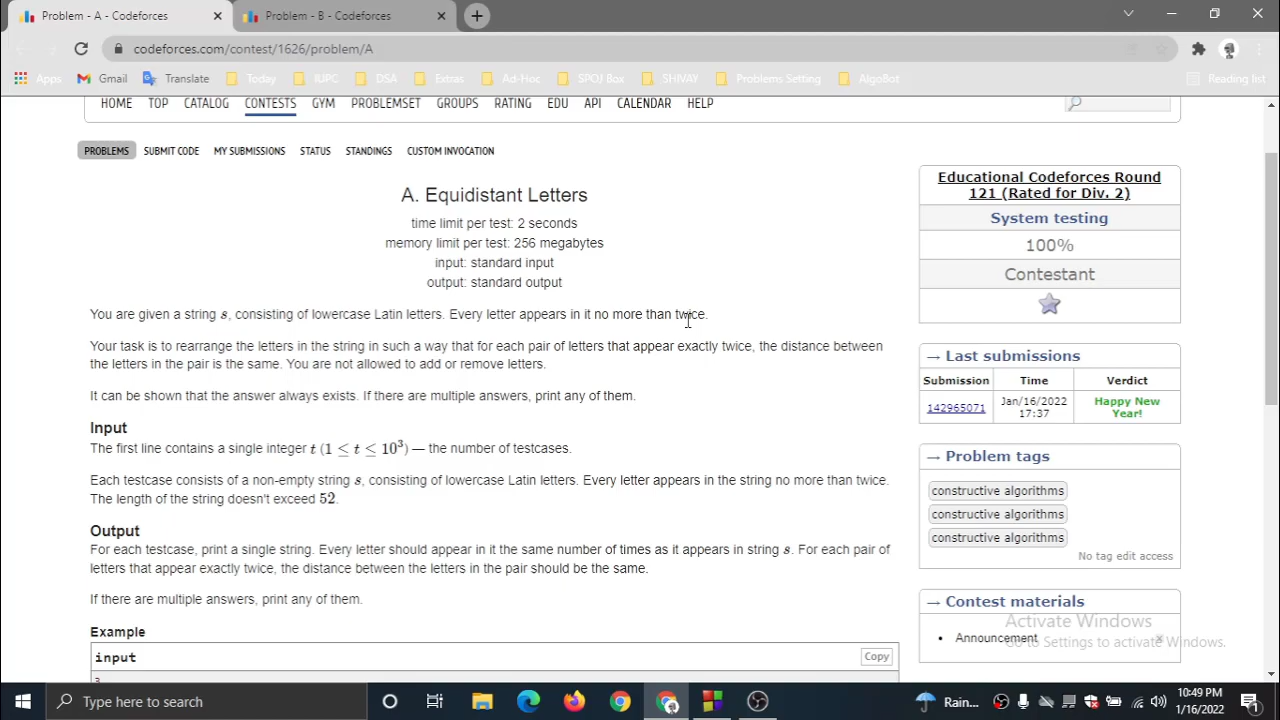 Problem - A - Codeforces
Problem - B - Codeforces
codeforces.com/contest/1626/problem/A
Apps Gmail Translate Today IUPC DSA Extras Ad-Hoc SPOJ Box SHIVAY Problems Setting AlgoBot Reading list
HOME TOP CATALOG CONTESTS GYM PROBLEMSET GROUPS RATING EDU API CALENDAR HELP
PROBLEMS SUBMIT CODE MY SUBMISSIONS STATUS STANDINGS CUSTOM INVOCATION
A. Equidistant Letters
time limit per test: 2 seconds
memory limit per test: 256 megabytes
input: standard input
output: standard output
You are given a string s, consisting of lowercase Latin letters. Every letter appears in it no more than twice.
Your task is to rearrange the letters in the string in such a way that for each pair of letters that appear exactly twice, the distance between
the letters in the pair is the same. You are not allowed to add or remove letters.
It can be shown that the answer always exists. If there are multiple answers, print any of them.
Input
The first line contains a single integer t (1 ≤ t ≤ 10³) — the number of testcases.
Each testcase consists of a non-empty string s, consisting of lowercase Latin letters. Every letter appears in the string no more than twice.
The length of the string doesn't exceed 52.
Output
For each testcase, print a single string. Every letter should appear in it the same number of times as it appears in string s. For each pair of
letters that appear exactly twice, the distance between the letters in the pair should be the same.
If there are multiple answers, print any of them.
Example
input
Copy
3
Educational Codeforces Round
121 (Rated for Div. 2)
System testing
100%
Contestant
→ Last submissions
Submission Time Verdict
142965071 Jan/16/2022 17:37 Happy New Year!
→ Problem tags
constructive algorithms
constructive algorithms
constructive algorithms
No tag edit access
→ Contest materials
Announcement
Activate Windows
Go to Settings to activate Windows.
Type here to search
Rain...
10:49 PM
1/16/2022
1